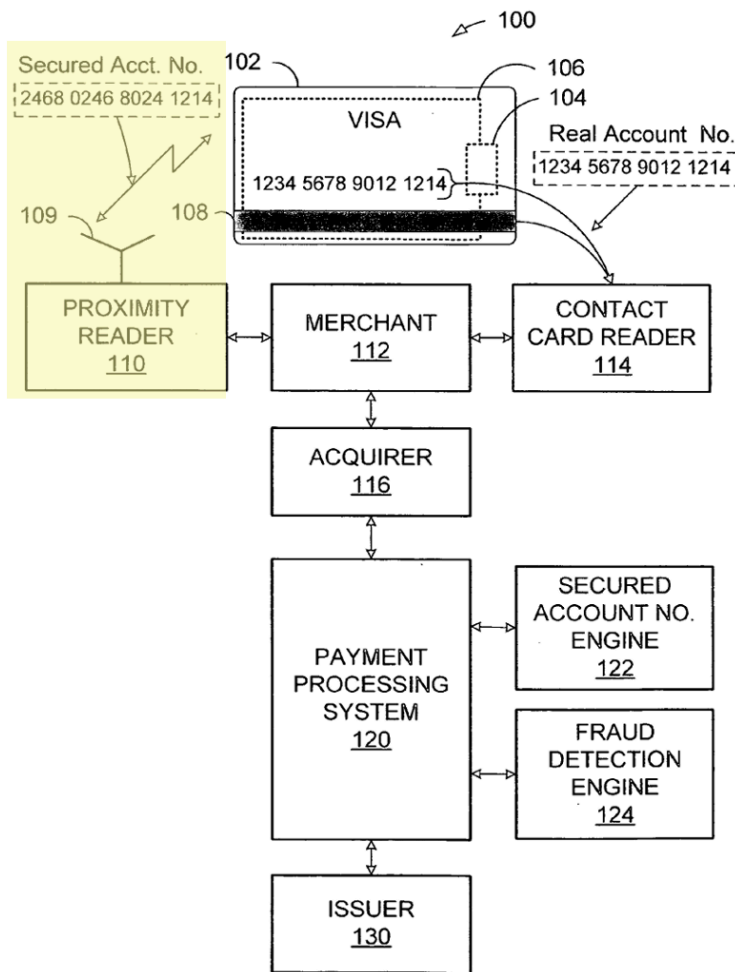 100
Secured Acct. No.
2468 0246 8024 1214
102
106
104
VISA
Real Account No.
1234 5678 9012 1214
1234 5678 9012 1214
109
108
PROXIMITY
READER
110
MERCHANT
112
CONTACT
CARD READER
114
ACQUIRER
116
PAYMENT
PROCESSING
SYSTEM
120
SECURED
ACCOUNT NO.
ENGINE
122
FRAUD
DETECTION
ENGINE
124
ISSUER
130